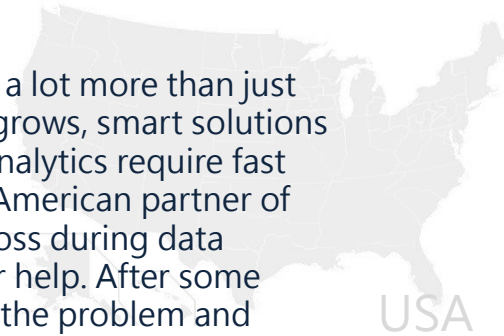 a lot more than just
grows, smart solutions
nalytics require fast
American partner of
oss during data
r help. After some
the problem and
USA